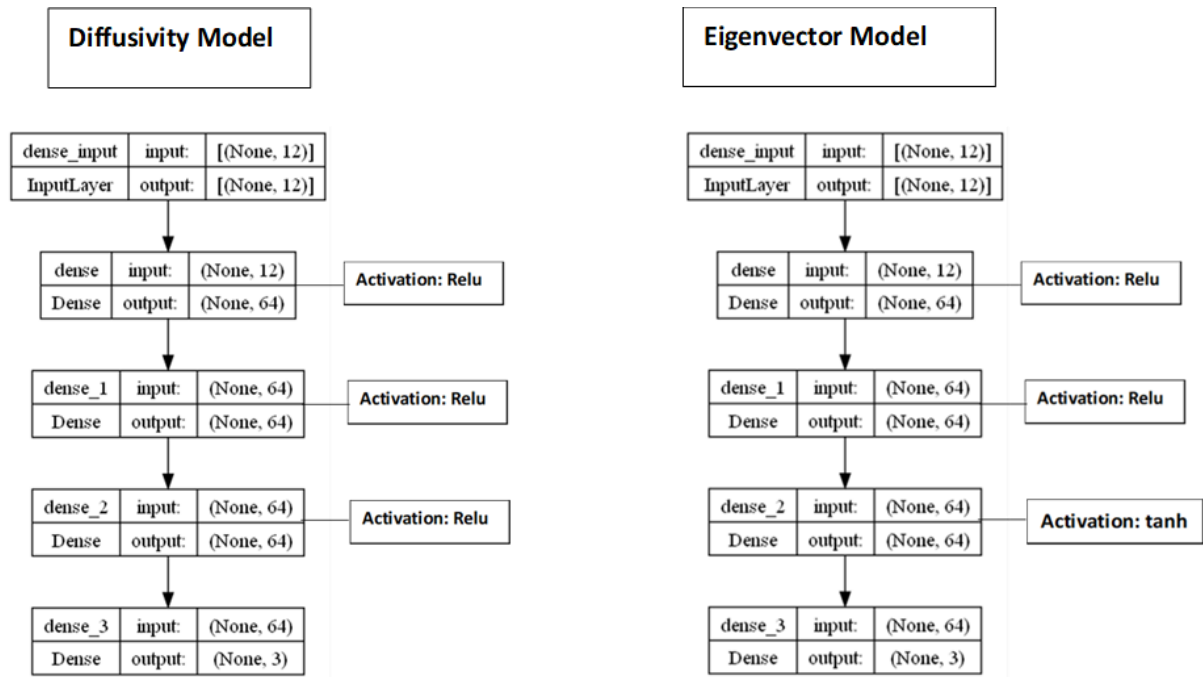 Diffusivity Model
dense_input input: [(None, 12)]
InputLayer output: [(None, 12)]
dense input: (None, 12)
Dense output: (None, 64)
Activation: Relu
dense_1 input: (None, 64)
Dense output: (None, 64)
Activation: Relu
dense_2 input: (None, 64)
Dense output: (None, 64)
Activation: Relu
dense_3 input: (None, 64)
Dense output: (None, 3)
Eigenvector Model
dense_input input: [(None, 12)]
InputLayer output: [(None, 12)]
dense input: (None, 12)
Dense output: (None, 64)
Activation: Relu
dense_1 input: (None, 64)
Dense output: (None, 64)
Activation: Relu
dense_2 input: (None, 64)
Dense output: (None, 64)
Activation: tanh
dense_3 input: (None, 64)
Dense output: (None, 3)